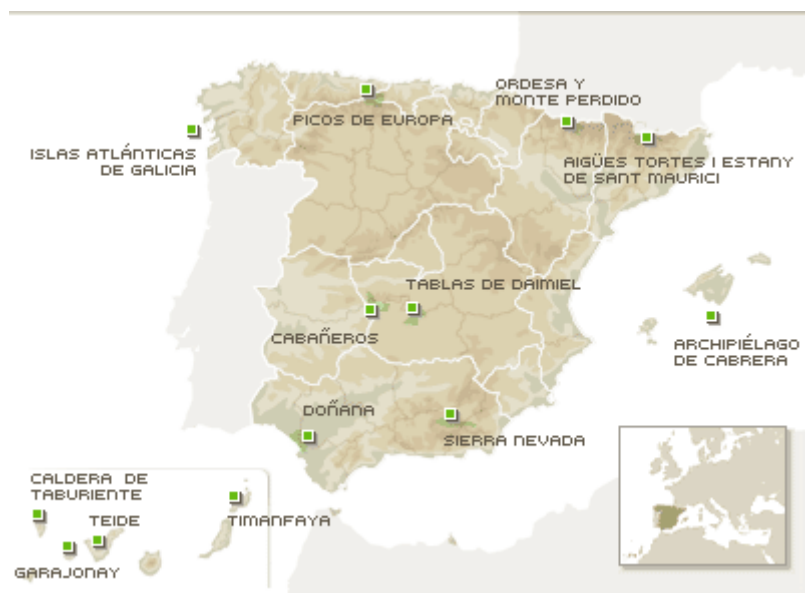 ORDESA Y
MONTE PERDIDO
PICOS DE EUROPA
ISLAS ATLÁNTICAS
DE GALICIA
AIGÜES TORTES I ESTANY
DE SANT MAURICI
TABLAS DE DAIMIEL
CABAÑEROS
ARCHIPIÉLAGO
DE CABRERA
DOÑANA
SIERRA NEVADA
CALDERA DE
TABURIENTE
TEIDE
TIMANFAYA
GARAJONAY